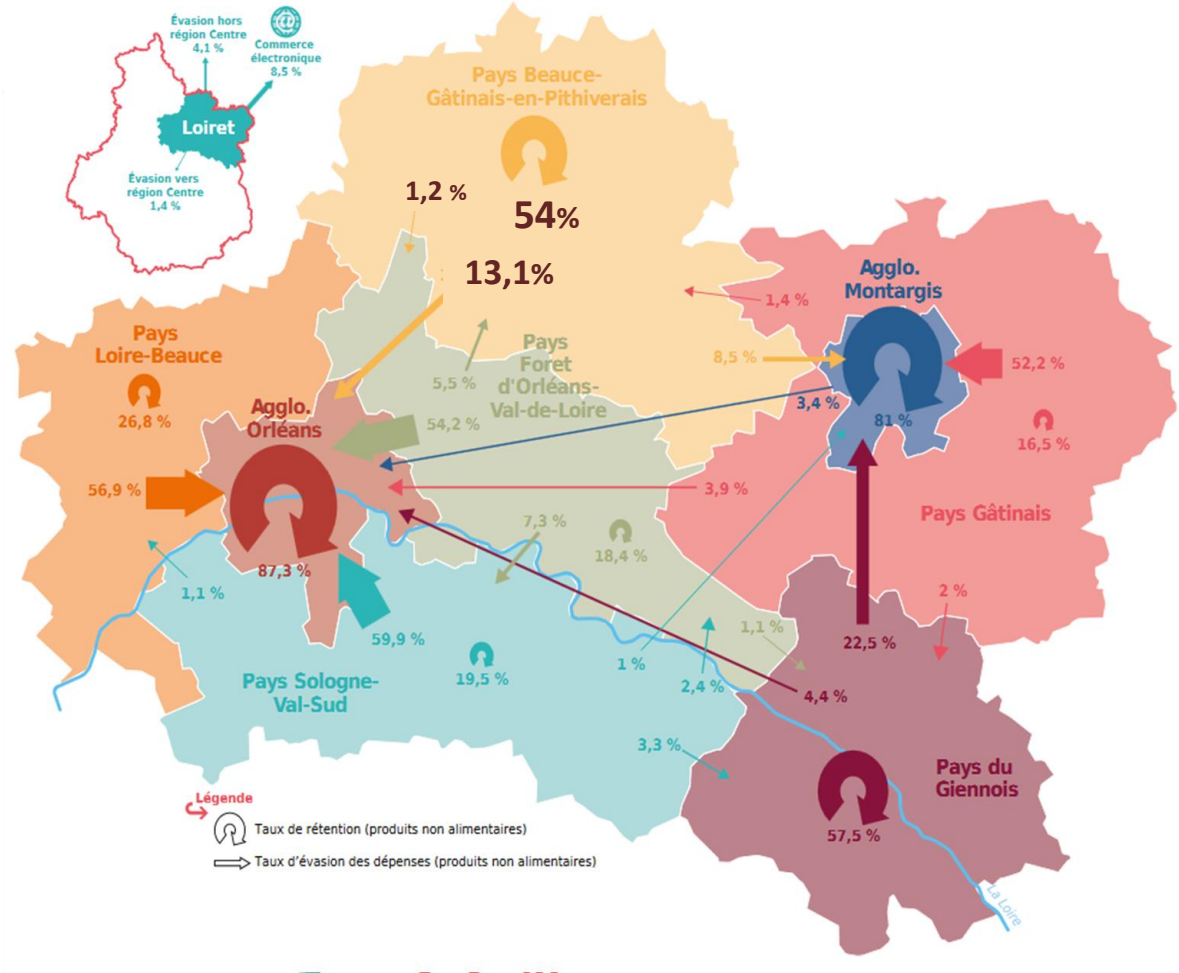 Évasion hors
région Centre
4,1 %
Commerce
électronique
8,5 %
Loiret
Évasion vers
région Centre
1,4 %
Pays Beauce-
Gâtinais-en-Pithiverais
1,2 %
54%
13,1%
Agglo.
Montargis
1,4 %
Pays
Loire-Beauce
26,8 %
Pays
Foret
d'Orléans-
Val-de-Loire
5,5 %
8,5 %
52,2 %
3,4 %
81 %
16,5 %
Agglo.
Orléans
54,2 %
56,9 %
3,9 %
Pays Gâtinais
7,3 %
18,4 %
87,3 %
1,1 %
2 %
59,9 %
19,5 %
1,1 %
22,5 %
1 %
2,4 %
4,4 %
Pays Sologne-
Val-Sud
3,3 %
Pays du
Giennois
57,5 %
Légende
Taux de rétention (produits non alimentaires)
Taux d'évasion des dépenses (produits non alimentaires)
La Loire